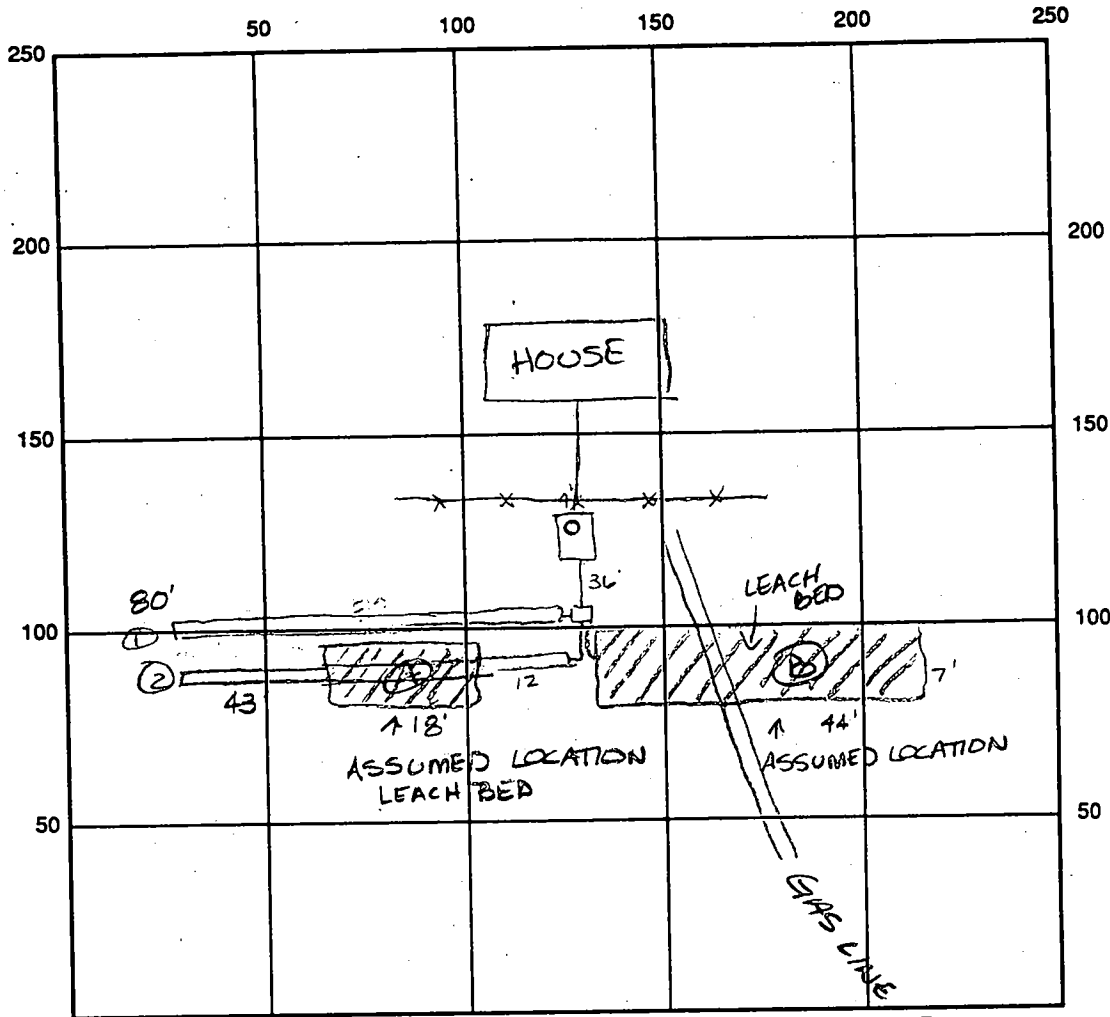 50 100 150 200 250
250
200 200
HOUSE
150 150
4'
36'
LEACH
BED
80'
100 100
①
②
43
12
7'
↑ 18' ↑ 44'
ASSUMED LOCATION
LEACH BED
ASSUMED LOCATION
50 50
GAS LINE